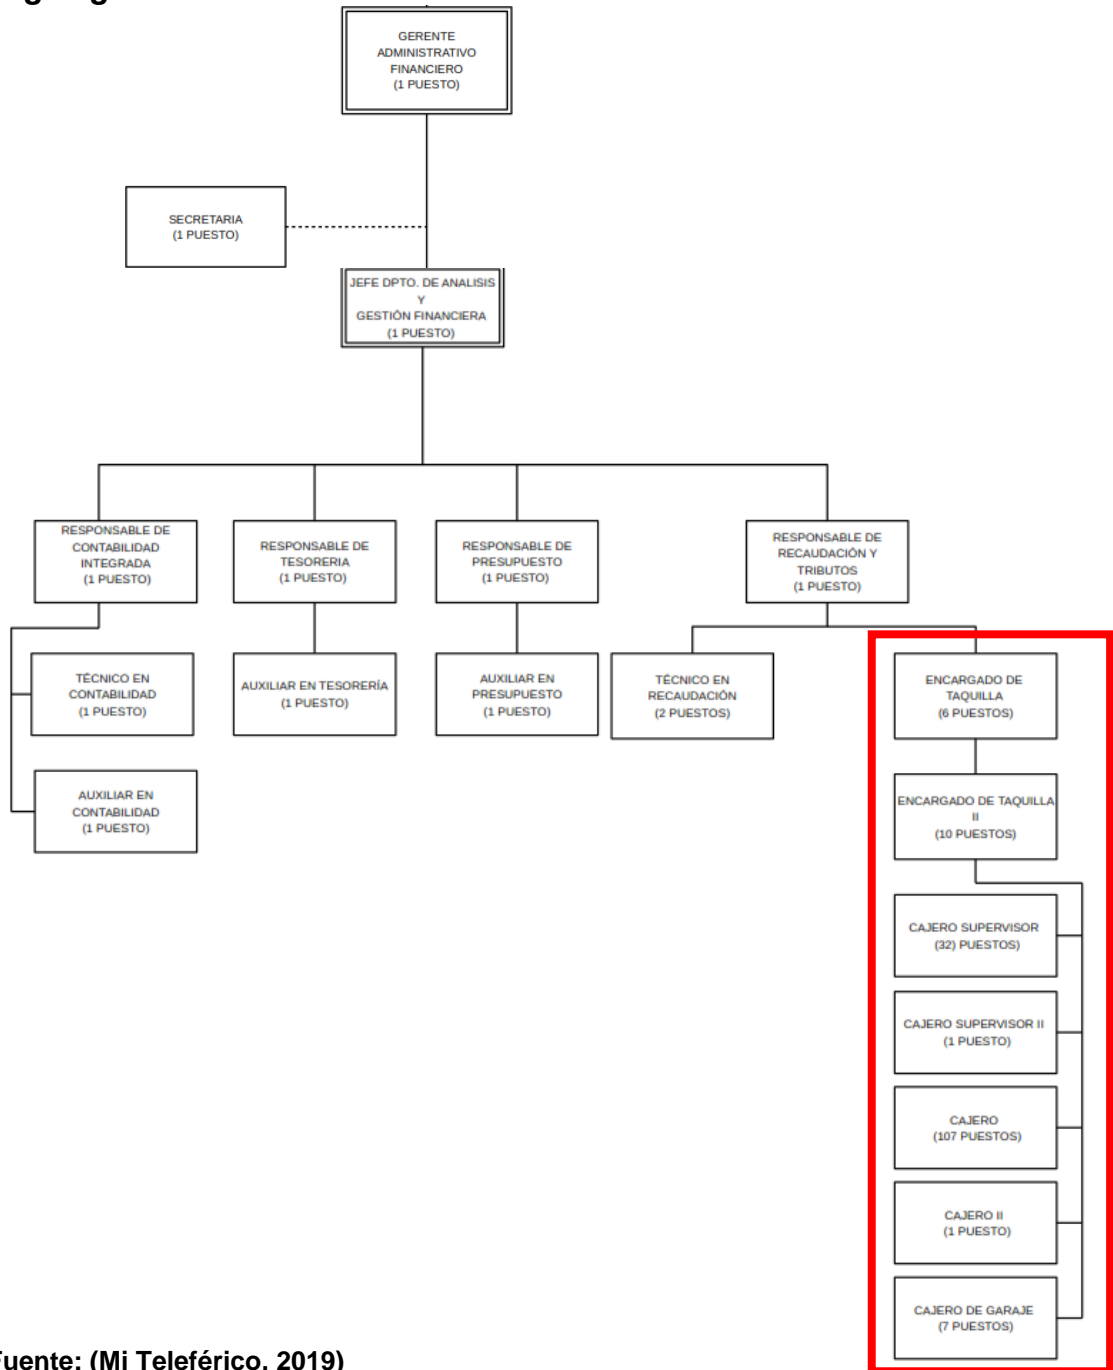 GERENTE
ADMINISTRATIVO
FINANCIERO
(1 PUESTO)
SECRETARIA
(1 PUESTO)
JEFE DPTO. DE ANALISIS
Y
GESTIÓN FINANCIERA
(1 PUESTO)
RESPONSABLE DE
CONTABILIDAD
INTEGRADA
(1 PUESTO)
RESPONSABLE DE
TESORERIA
(1 PUESTO)
RESPONSABLE DE
PRESUPUESTO
(1 PUESTO)
RESPONSABLE DE
RECAUDACIÓN Y
TRIBUTOS
(1 PUESTO)
TÉCNICO EN
CONTABILIDAD
(1 PUESTO)
AUXILIAR EN TESORERÍA
(1 PUESTO)
AUXILIAR EN
PRESUPUESTO
(1 PUESTO)
TÉCNICO EN
RECAUDACIÓN
(2 PUESTOS)
ENCARGADO DE
TAQUILLA
(6 PUESTOS)
AUXILIAR EN
CONTABILIDAD
(1 PUESTO)
ENCARGADO DE TAQUILLA
II
(10 PUESTOS)
CAJERO SUPERVISOR
(32) PUESTOS)
CAJERO SUPERVISOR II
(1 PUESTO)
CAJERO
(107 PUESTOS)
CAJERO II
(1 PUESTO)
CAJERO DE GARAJE
(7 PUESTOS)
Fuente: (Mi Teleférico, 2019)